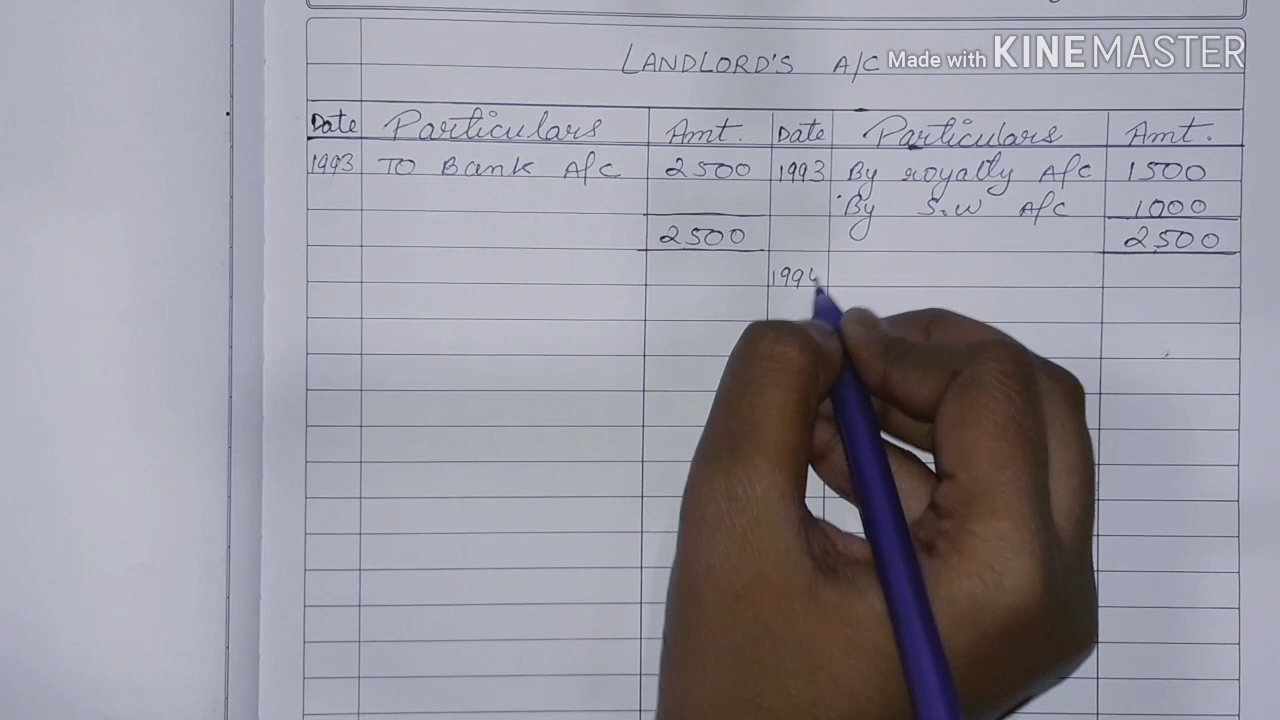 LANDLORD'S A/C
Made with KINEMASTER
Date Particulars Amt. Date Particulars Amt.
1993 TO Bank A/C 2500 1993 By royalty A/C 1500
By S.W A/C 1000
2500 2500
1994